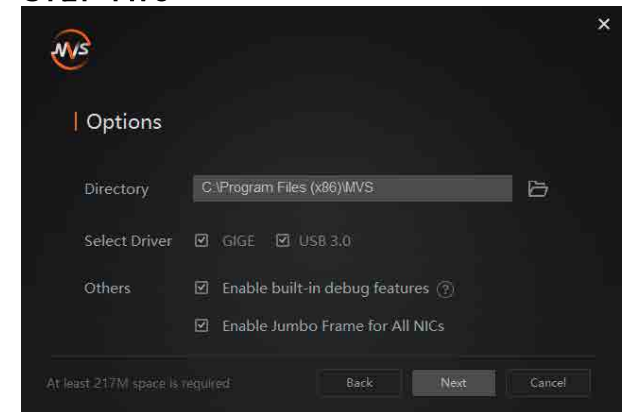 STEP TWO
MVS
Options
Directory C:\Program Files (x86)\MVS
Select Driver GIGE USB 3.0
Others Enable built-in debug features ?
Enable Jumbo Frame for All NICs
At least 217M space is required Back Next Cancel